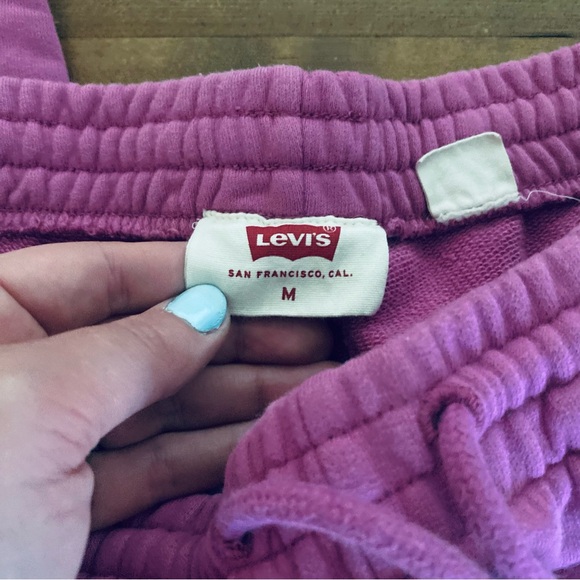 LEVI'S®
SAN FRANCISCO, CAL.
M